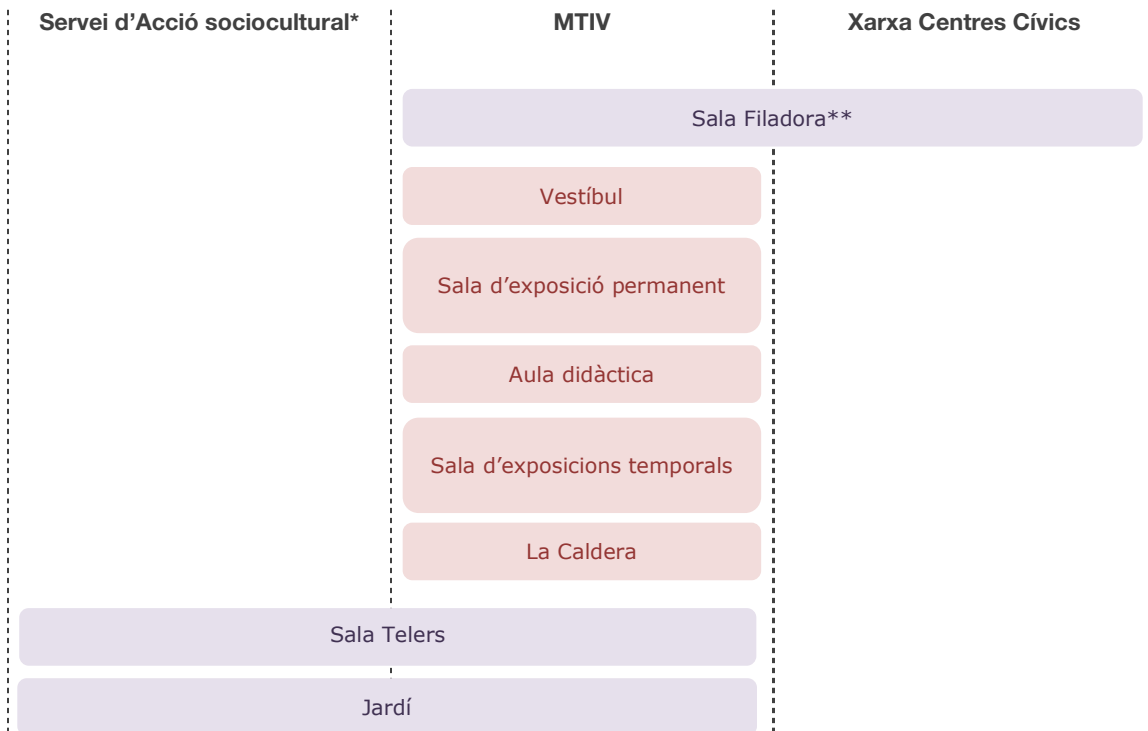 Servei d’Acció sociocultural*
MTIV
Xarxa Centres Cívics
Sala Filadora**
Vestíbul
Sala d’exposició permanent
Aula didàctica
Sala d’exposicions temporals
La Caldera
Sala Telers
Jardí